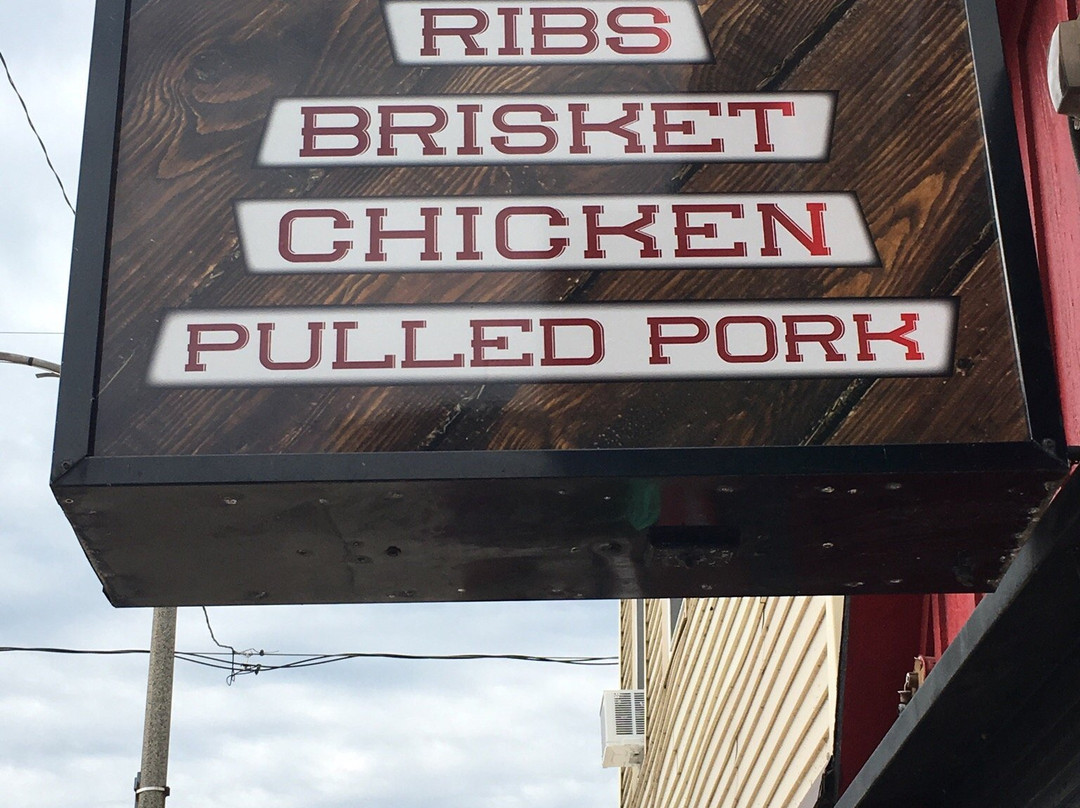 RIBS
BRISKET
CHICKEN
PULLED PORK